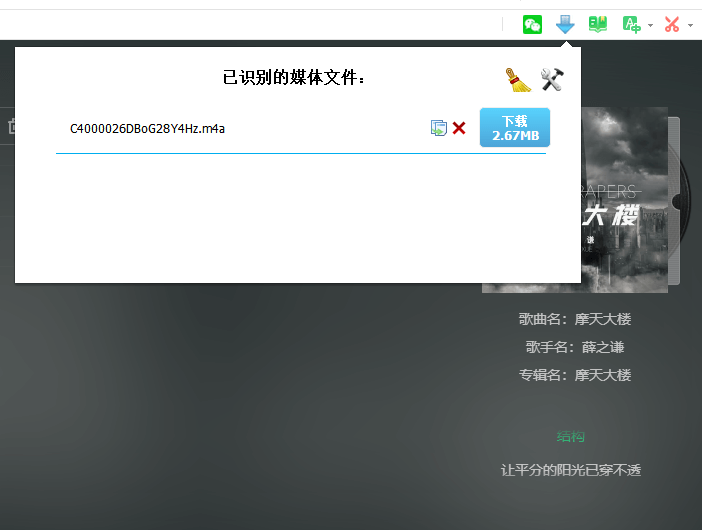 已识别的媒体文件：
C4000026DBoG28Y4Hz.m4a
下载
2.67MB
RAPERS
大楼
谦
歌曲名：摩天大楼
歌手名：薛之谦
专辑名：摩天大楼
结构
让平分的阳光已穿不透